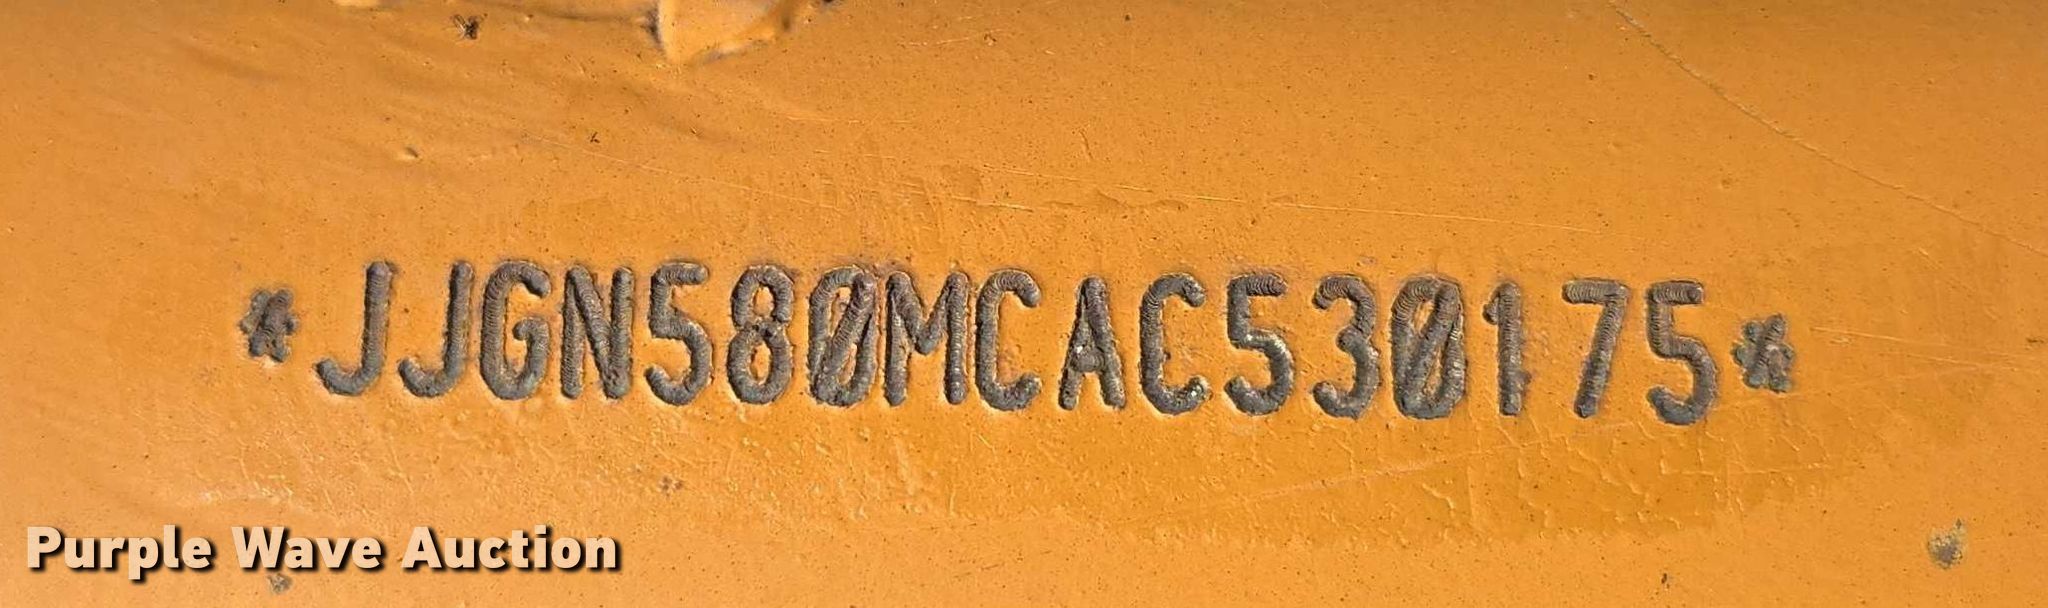 *JJGN580MCAC530175*
Purple Wave Auction